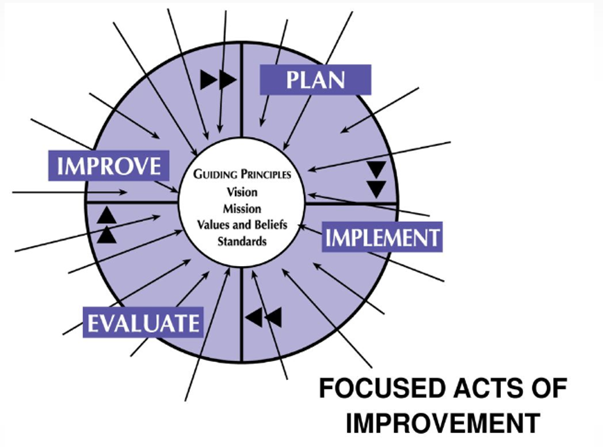 PLAN
IMPROVE
GUIDING PRINCIPLES
Vision
Mission
Values and Beliefs
Standards
IMPLEMENT
EVALUATE
FOCUSED ACTS OF
IMPROVEMENT